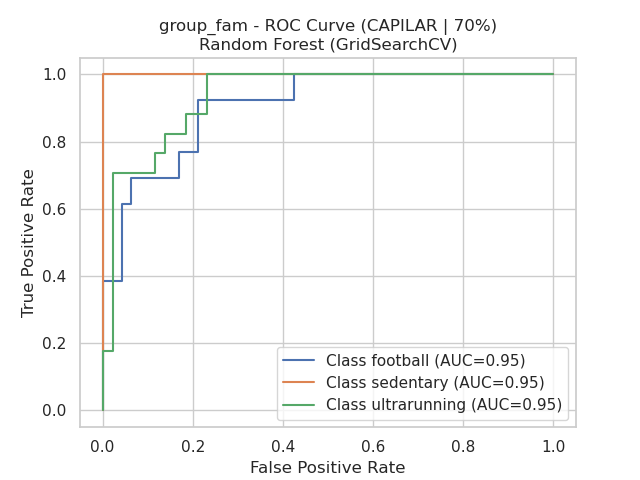 group_fam - ROC Curve (CAPILAR | 70%)
Random Forest (GridSearchCV)
True Positive Rate
1.0
0.8
0.6
0.4
0.2
0.0
Class football (AUC=0.95)
Class sedentary (AUC=0.95)
Class ultrarunning (AUC=0.95)
0.0 0.2 0.4 0.6 0.8 1.0
False Positive Rate